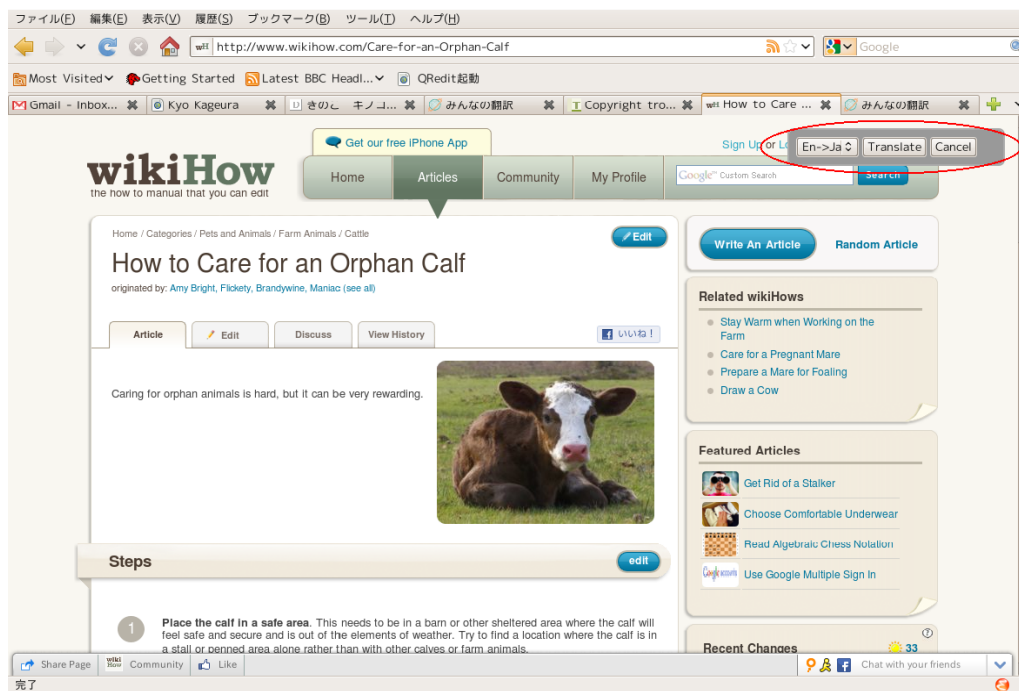 ファイル(F) 編集(E) 表示(V) 履歴(S) ブックマーク(B) ツール(T) ヘルプ(H)
wH http://www.wikihow.com/Care-for-an-Orphan-Calf
Google
Most Visited Getting Started Latest BBC Headl... QRedit起動
Gmail - Inbox... Kyo Kageura きのこ キノコ... みんなの翻訳 Copyright tro... wH How to Care ... みんなの翻訳
Get our free iPhone App
Sign Up or
En->Ja Translate Cancel
wikiHow
the how to manual that you can edit
Home Articles Community My Profile
Google™ Custom Search Search
Home / Categories / Pets and Animals / Farm Animals / Cattle
Edit
Write An Article Random Article
How to Care for an Orphan Calf
originated by: Amy Bright, Flickety, Brandywine, Maniac (see all)
Article Edit Discuss View History
いいね！
Related wikiHows
Stay Warm when Working on the
Farm
Care for a Pregnant Mare
Prepare a Mare for Foaling
Draw a Cow
Caring for orphan animals is hard, but it can be very rewarding.
Featured Articles
Get Rid of a Stalker
Choose Comfortable Underwear
Read Algebraic Chess Notation
Use Google Multiple Sign In
Steps edit
1
Place the calf in a safe area. This needs to be in a barn or other sheltered area where the calf will
feel safe and secure and is out of the elements of weather. Try to find a location where the calf is in
a stall or penned area alone rather than with other calves or farm animals.
Recent Changes 33
Share Page wikiHow Community Like
Chat with your friends
完了